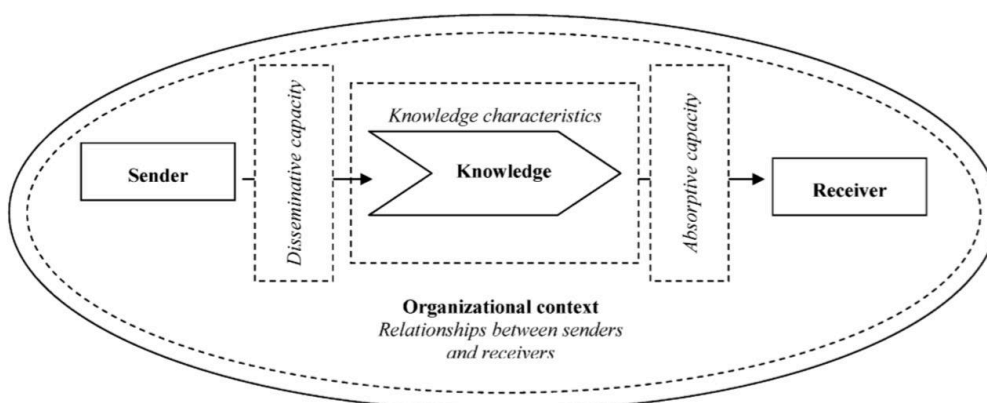 Sender
Disseminative capacity
Knowledge characteristics
Knowledge
Absorptive capacity
Receiver
Organizational context
Relationships between senders
and receivers